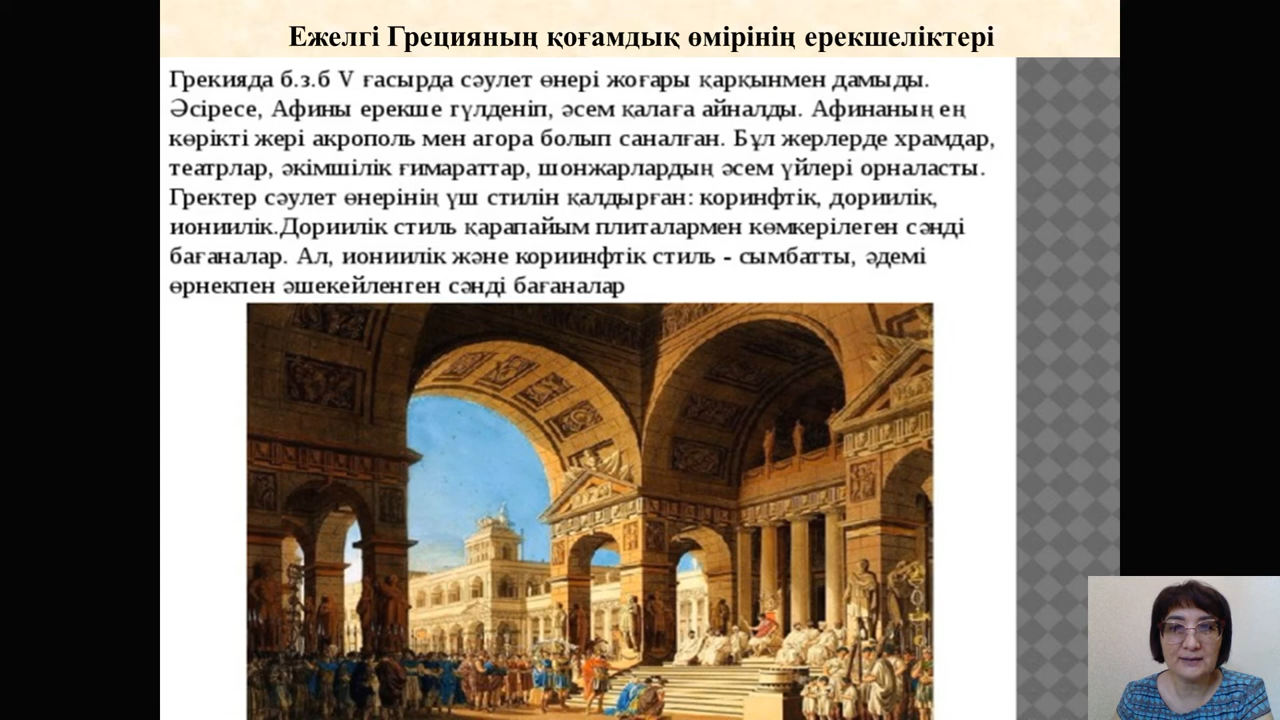 Ежелгі Грецияның қоғамдық өмірінің ерекшеліктері
Грекияда б.з.б V ғасырда сәулет өнері жоғары қарқынмен дамыды.
Әсіресе, Афины ерекше гүлденіп, әсем қалаға айналды. Афинаның ең
көрікті жері акрополь мен агора болып саналған. Бұл жерлерде храмдар,
театрлар, әкімшілік ғимараттар, шонжарлардың әсем үйлері орналасты.
Гректер сәулет өнерінің үш стилін қалдырған: коринфтік, дориилік,
иониилік.Дориилік стиль қарапайым плиталармен көмкерілеген сәнді
бағаналар. Ал, иониилік және кориинфтік стиль - сымбатты, әдемі
өрнекпен әшекейленген сәнді бағаналар